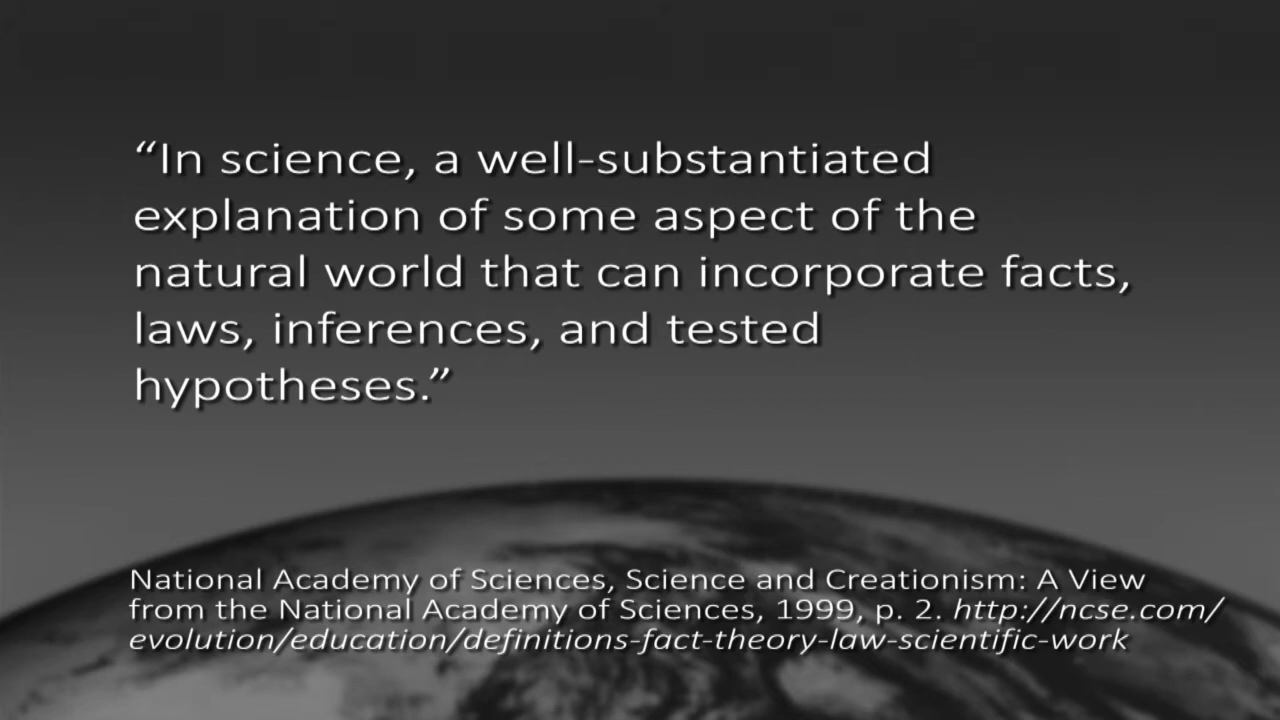 “In science, a well-substantiated
explanation of some aspect of the
natural world that can incorporate facts,
laws, inferences, and tested
hypotheses.”
National Academy of Sciences, Science and Creationism: A View
from the National Academy of Sciences, 1999, p. 2. http://ncse.com/
evolution/education/definitions-fact-theory-law-scientific-work